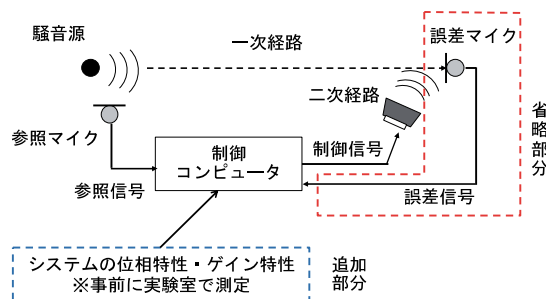 騒音源
一次経路
誤差マイク
二次経路
参照マイク
制御
コンピュータ
制御信号
参照信号
誤差信号
省略部分
システムの位相特性・ゲイン特性
※事前に実験室で測定
追加
部分